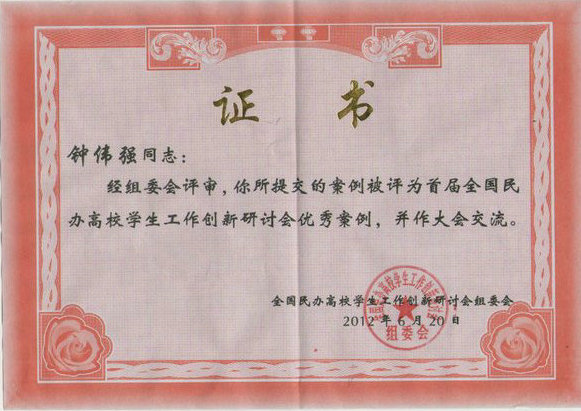 证 书
钟伟强同志：
经组委会评审，你所提交的案例被评为首届全国民
办高校学生工作创新研讨会优秀案例，并作大会交流。
全国民办高校学生工作创新研讨会组委会
2012年6月20日
组委会